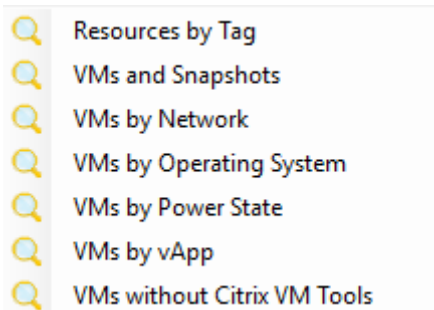 Resources by Tag
VMs and Snapshots
VMs by Network
VMs by Operating System
VMs by Power State
VMs by vApp
VMs without Citrix VM Tools